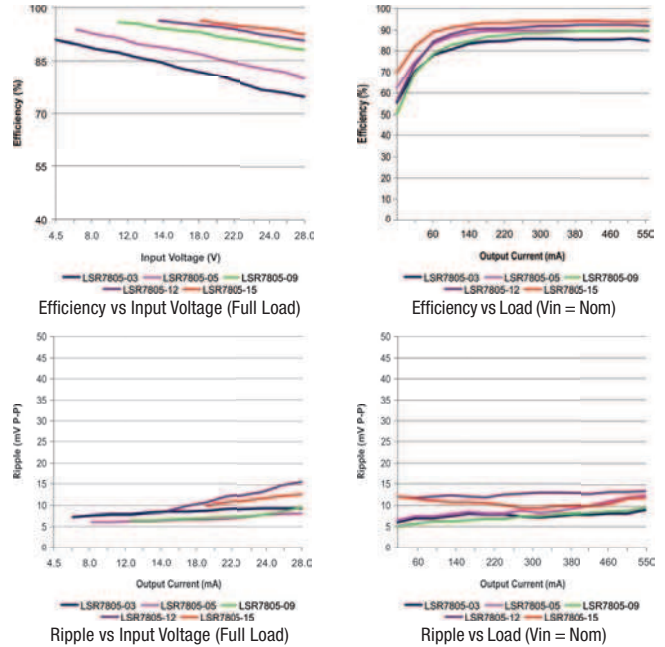 Efficiency (%)
100
85
70
55
40
4.5 8.0 12.0 14.0 18.0 22.0 24.0 28.0
Input Voltage (V)
LSR7805-03 LSR7805-05 LSR7805-09
LSR7805-12 LSR7805-15
Efficiency vs Input Voltage (Full Load)
Efficiency (%)
100
90
80
70
60
50
40
30
20
10
0
60 140 220 300 380 460 550
Output Current (mA)
LSR7805-03 LSR7805-05 LSR7805-09
LSR7805-12 LSR7805-15
Efficiency vs Load (Vin = Nom)
Ripple (mV P-P)
50
45
40
35
30
25
20
15
10
5
0
4.5 8.0 12.0 14.0 18.0 22.0 24.0 28.0
Output Current (mA)
LSR7805-03 LSR7805-05 LSR7805-09
LSR7805-12 LSR7805-15
Ripple vs Input Voltage (Full Load)
Ripple (mV P-P)
50
45
40
35
30
25
20
15
10
5
0
60 140 220 300 380 460 550
Output Current (mA)
LSR7805-03 LSR7805-05 LSR7805-09
LSR7805-12 LSR7805-15
Ripple vs Load (Vin = Nom)